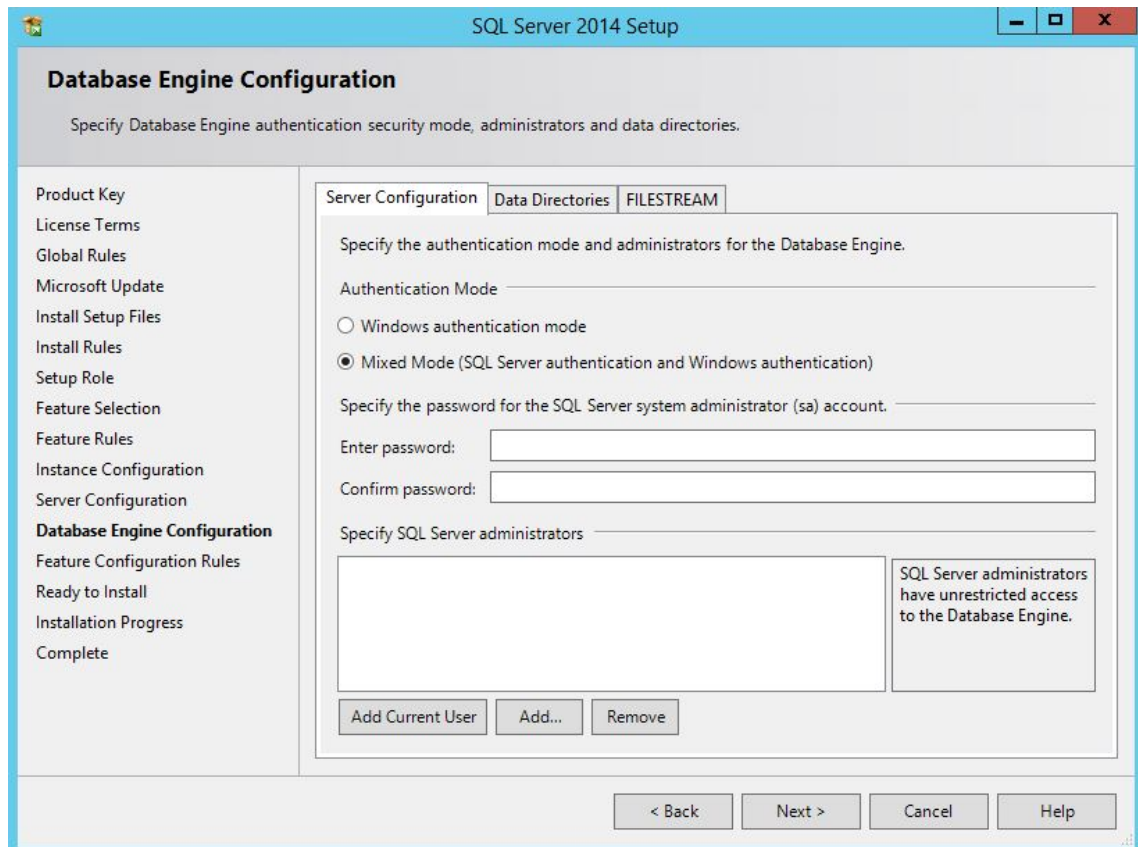 SQL Server 2014 Setup
Database Engine Configuration
Specify Database Engine authentication security mode, administrators and data directories.
Product Key
License Terms
Global Rules
Microsoft Update
Install Setup Files
Install Rules
Setup Role
Feature Selection
Feature Rules
Instance Configuration
Server Configuration
Database Engine Configuration
Feature Configuration Rules
Ready to Install
Installation Progress
Complete
Server Configuration Data Directories FILESTREAM
Specify the authentication mode and administrators for the Database Engine.
Authentication Mode
Windows authentication mode
Mixed Mode (SQL Server authentication and Windows authentication)
Specify the password for the SQL Server system administrator (sa) account.
Enter password:
Confirm password:
Specify SQL Server administrators
SQL Server administrators
have unrestricted access
to the Database Engine.
Add Current User Add... Remove
< Back Next > Cancel Help